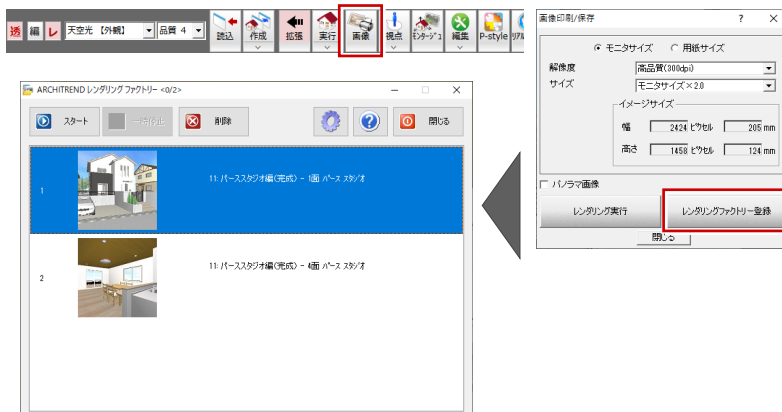 透 編 レ 天空光 【外観】 品質 4 読込 作成 拡張 実行 画像 視点 ﾓﾝﾀｰｼﾞｭ 編集 P-style
画像印刷/保存 ? ×
モニタサイズ 用紙サイズ
解像度 高品質(300dpi)
サイズ モニタサイズ×2.0
イメージサイズ
幅 2424 ピクセル 205 mm
高さ 1458 ピクセル 124 mm
パノラマ画像
レンダリング実行 レンダリングファクトリー登録
閉じる
ARCHITREND レンダリング ファクトリー <0/2>
スタート 一時停止 削除 閉じる
1 11: パーススタジオ編(完成) - 1面 パース スタジオ
2 11: パーススタジオ編(完成) - 4面 パース スタジオ